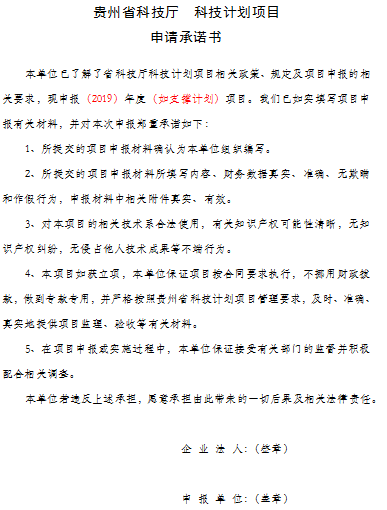 贵州省科技厅 科技计划项目
申请承诺书
本单位已了解了省科技厅科技计划项目相关政策、规定及项目申报的相
关要求，现申报（2019）年度（如支撑计划）项目。我们已如实填写项目申
报有关材料，并对本次申报郑重承诺如下：
1、所提交的项目申报材料确认为本单位组织编写。
2、所提交的项目申报材料所填写内容、财务数据真实、准确、无欺瞒
和作假行为，申报材料中相关附件真实、有效。
3、对本项目的相关技术系合法使用，有关知识产权可能性清晰，无知
识产权纠纷，无侵占他人技术成果等不端行为。
4、本项目如获立项，本单位保证项目按合同要求执行，不挪用财政拨
款，做到专款专用，并严格按照贵州省科技计划项目管理要求，及时、准确、
真实地提供项目监理、验收等有关材料。
5、在项目申报或实施过程中，本单位保证接受有关部门的监督并积极
配合相关调查。
本单位若违反上述承担，愿意承担由此带来的一切后果及相关法律责任。
企 业 法 人：（签章）
申 报 单 位：（盖章）